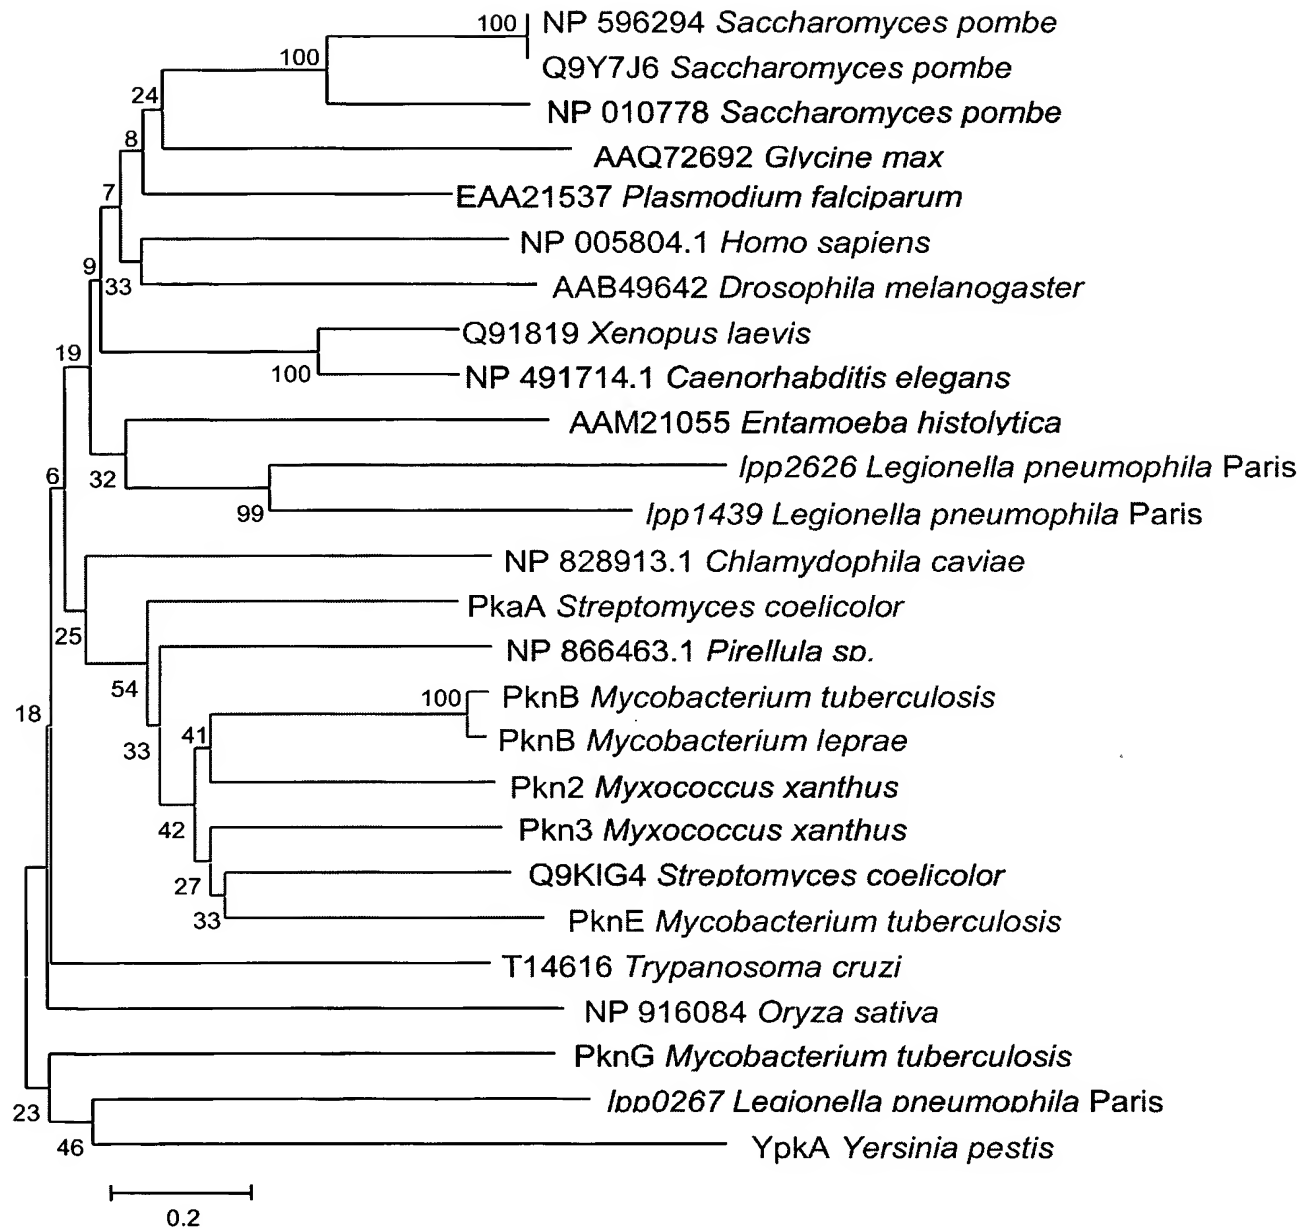 100 NP 596294 Saccharomyces pombe
Q9Y7J6 Saccharomyces pombe
100
NP 010778 Saccharomyces pombe
24
8
AAQ72692 Glycine max
7
EAA21537 Plasmodium falciparum
NP 005804.1 Homo sapiens
9
33
AAB49642 Drosophila melanogaster
Q91819 Xenopus laevis
19
100
NP 491714.1 Caenorhabditis elegans
AAM21055 Entamoeba histolytica
6
32
lpp2626 Legionella pneumophila Paris
99
lpp1439 Legionella pneumophila Paris
NP 828913.1 Chlamydophila caviae
PkaA Streptomyces coelicolor
25
NP 866463.1 Pirellula sp.
54
100 PknB Mycobacterium tuberculosis
18
41
33
PknB Mycobacterium leprae
Pkn2 Myxococcus xanthus
42
Pkn3 Myxococcus xanthus
27
Q9KIG4 Streptomyces coelicolor
33
PknE Mycobacterium tuberculosis
T14616 Trypanosoma cruzi
NP 916084 Oryza sativa
PknG Mycobacterium tuberculosis
23
lpp0267 Legionella pneumophila Paris
46
YpkA Yersinia pestis
0.2